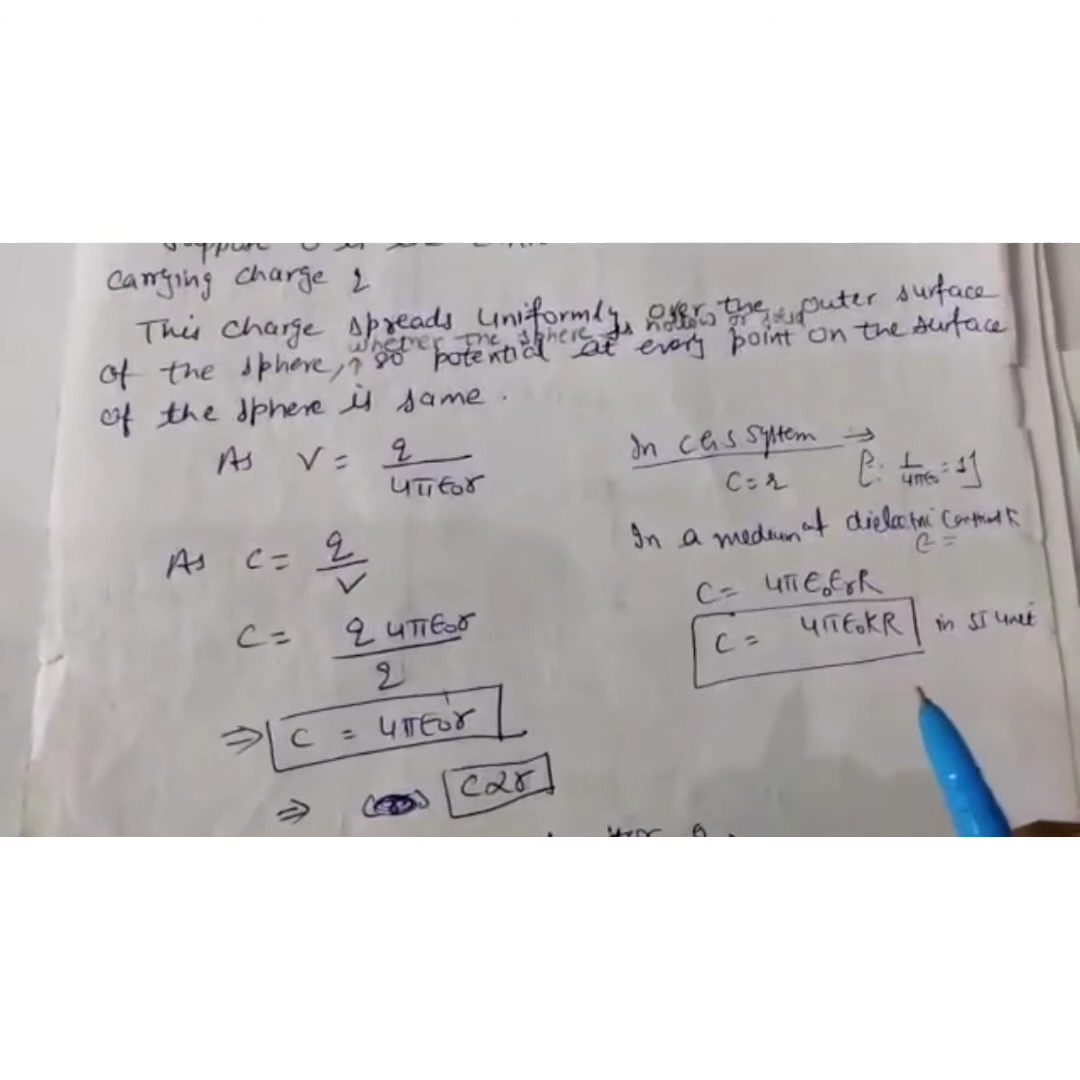 carrying charge q
This charge spreads uniformly over the outer surface
whether the sphere is hollow or solid
of the sphere, ↑ so potential at every point on the surface
of the sphere is same.
As V = q / 4πϵ₀r
As C = q / V
C = q 4πϵ₀r / q
⇒ C = 4πϵ₀r
⇒ C∝r
In CGS System →
C = r [∵ 1/4πϵ₀ = 1]
In a medium of dielectric constant K
C =
C = 4πϵ₀ϵrR
C = 4πϵ₀KR in SI unit